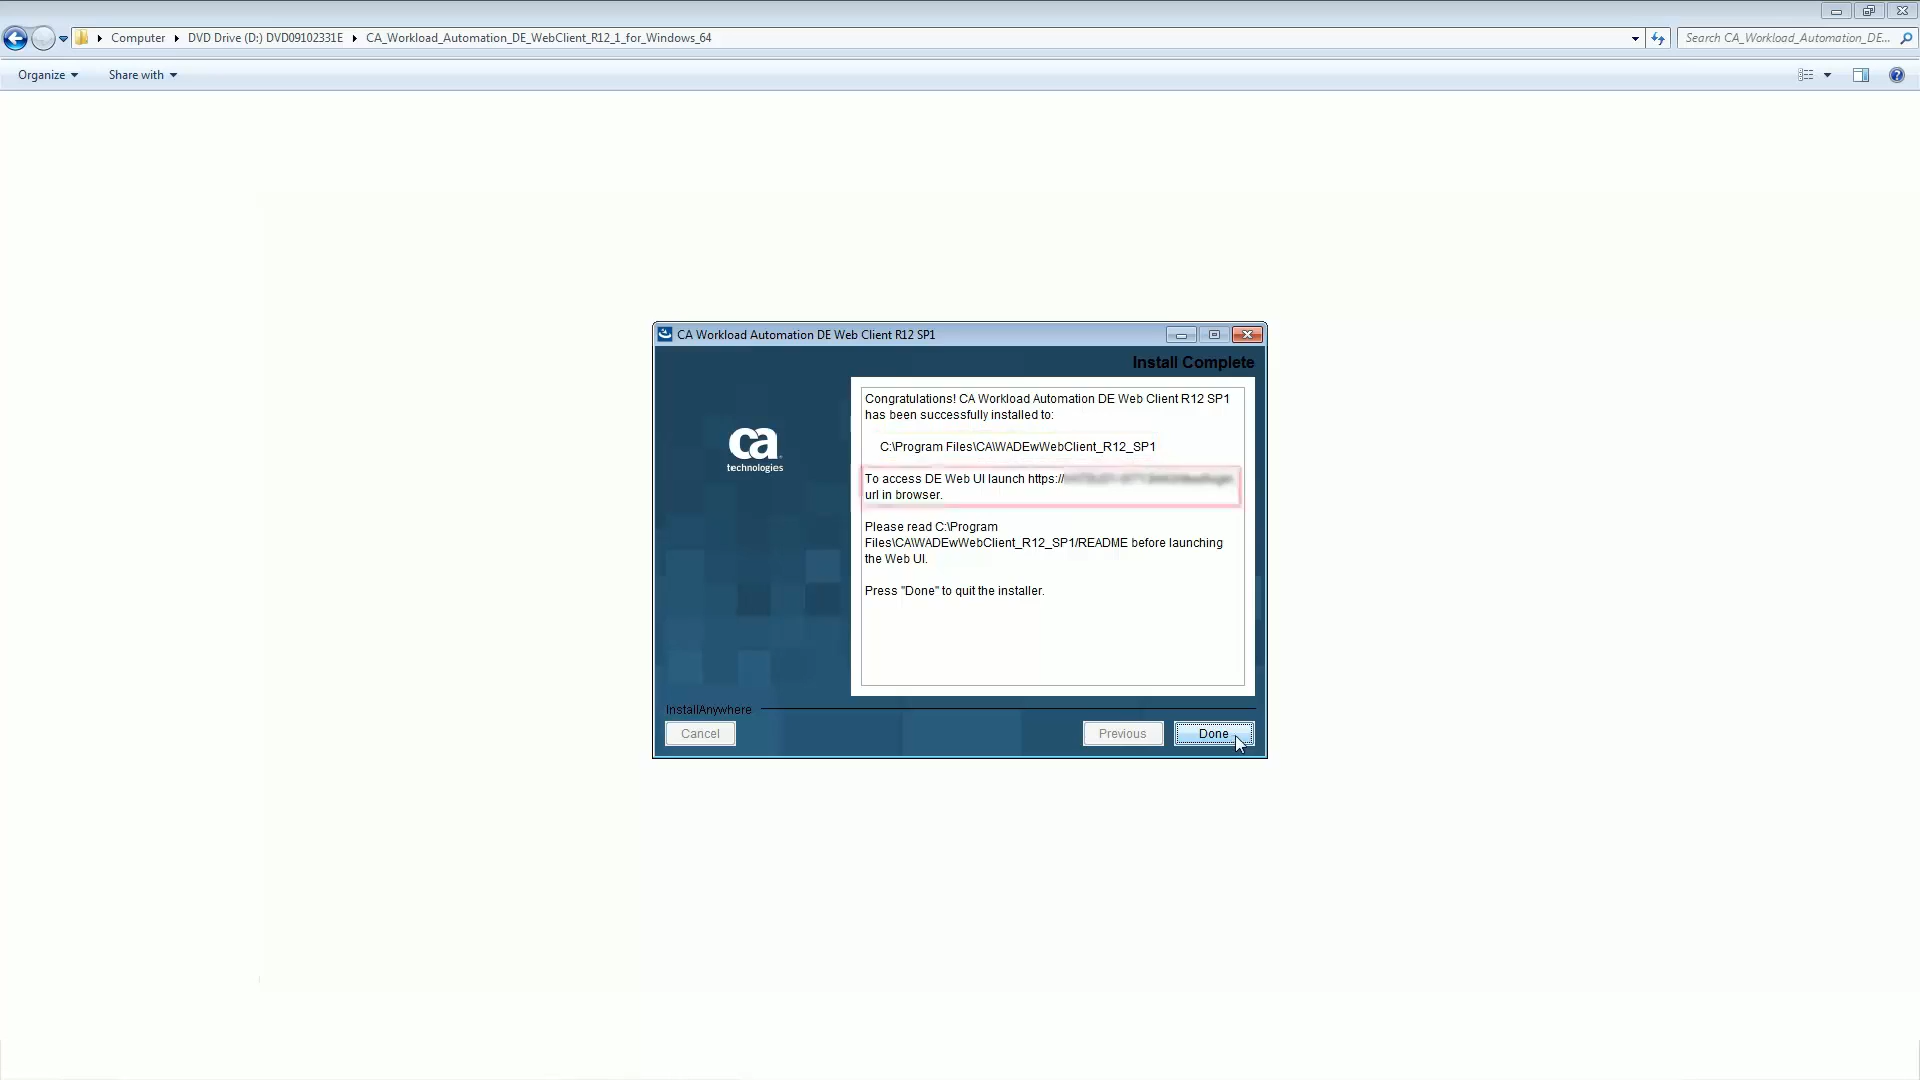 Computer ▸ DVD Drive (D:) DVD09102331E ▸ CA_Workload_Automation_DE_WebClient_R12_1_for_Windows_64
Search CA_Workload_Automation_DE...
Organize
Share with
CA Workload Automation DE Web Client R12 SP1
Install Complete
ca
technologies
Congratulations! CA Workload Automation DE Web Client R12 SP1
has been successfully installed to:
C:\Program Files\CA\WADEwWebClient_R12_SP1
To access DE Web UI launch https://
url in browser.
Please read C:\Program
Files\CA\WADEwWebClient_R12_SP1/README before launching
the Web UI.
Press "Done" to quit the installer.
InstallAnywhere
Cancel
Previous
Done